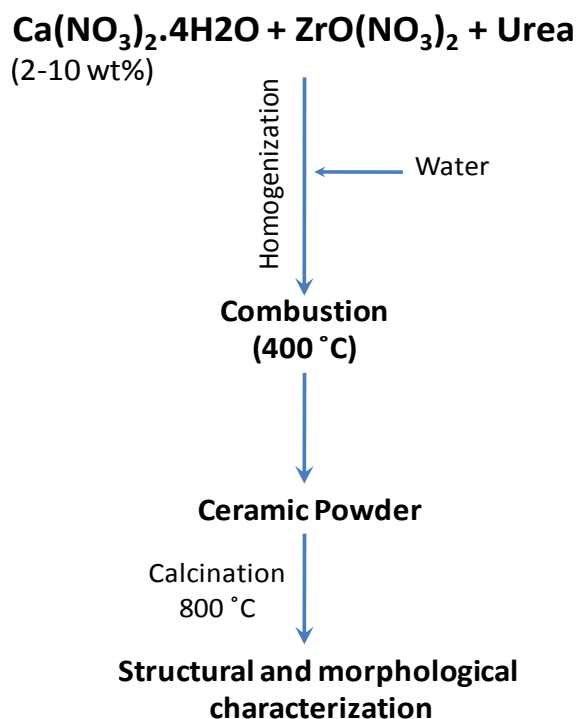 Ca(NO₃)₂.4H2O + ZrO(NO₃)₂ + Urea
(2-10 wt%)
Homogenization
Water
Combustion
(400 ˚C)
Ceramic Powder
Calcination
800 ˚C
Structural and morphological
characterization